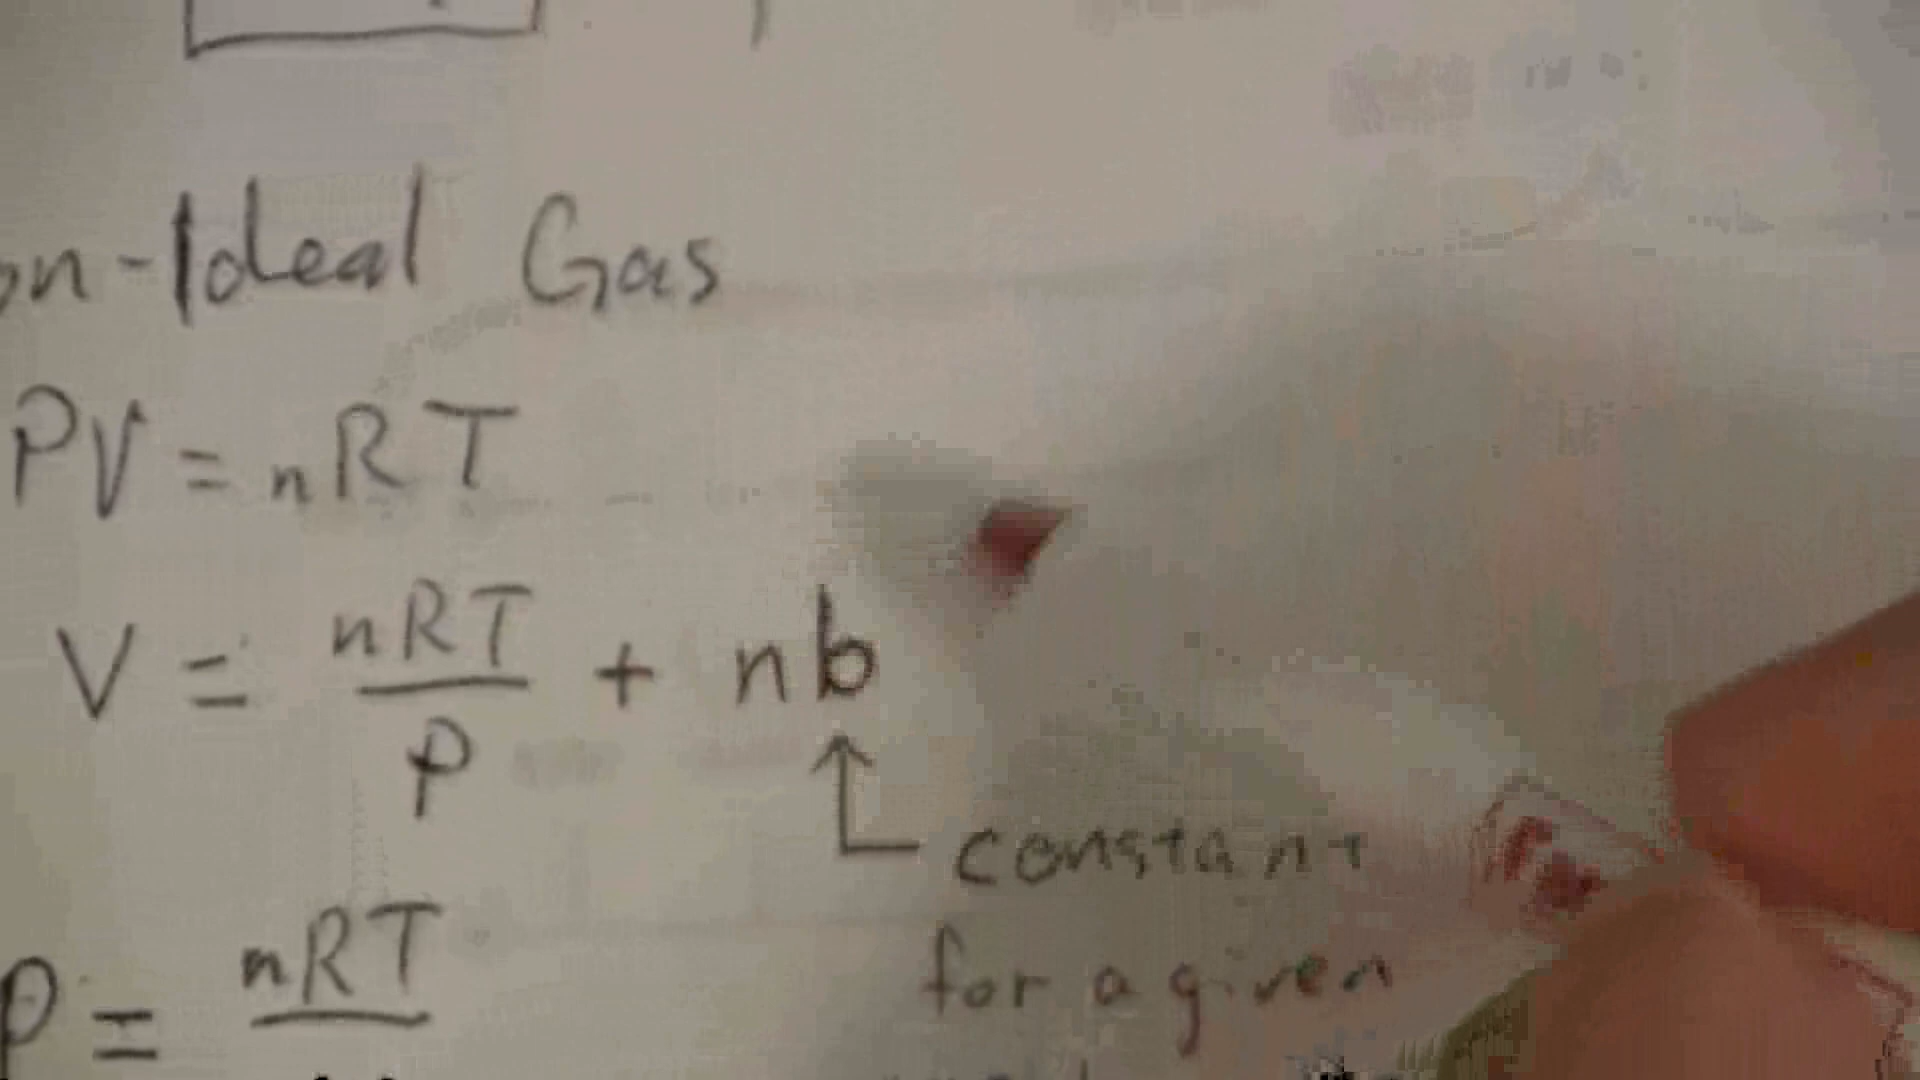 on-Ideal Gas
PV = nRT
V = nRT/P + nb
constant
for a given
P = nRT